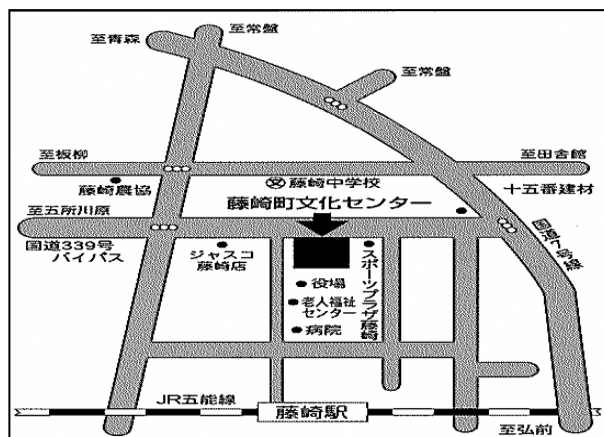 至常盤
至青森
至常盤
至板柳
至田舎館
藤崎農協
藤崎中学校
十五番建材
藤崎町文化センター
至五所川原
国道339号
バイパス
国道7号線
ジャスコ
藤崎店
スポーツプラザ藤崎
役場
老人福祉
センター
病院
JR五能線
藤崎駅
至弘前